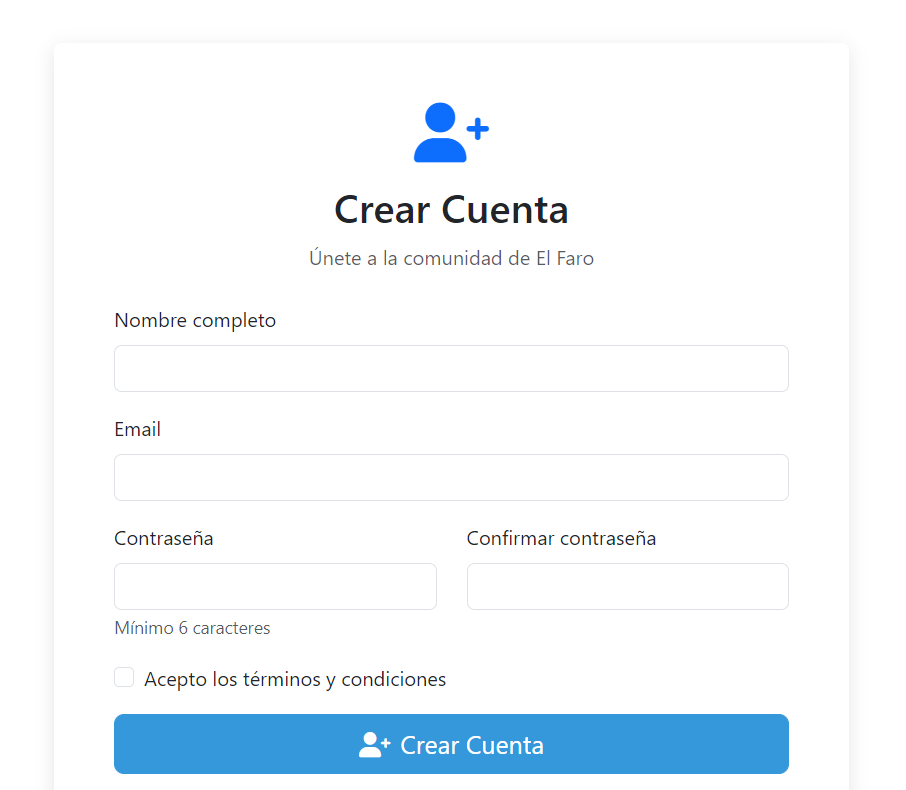 Crear Cuenta
Únete a la comunidad de El Faro
Nombre completo
Email
Contraseña
Confirmar contraseña
Mínimo 6 caracteres
Acepto los términos y condiciones
Crear Cuenta